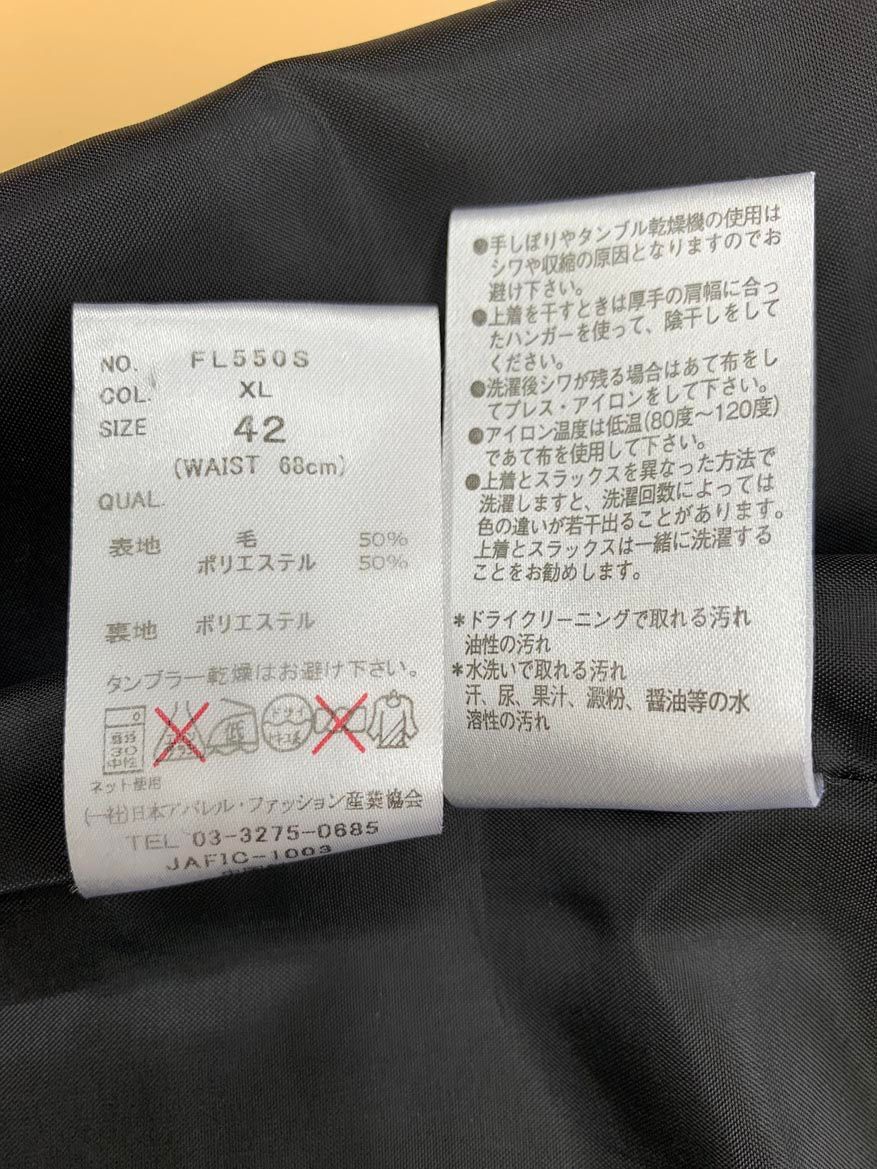 NO. FL550S
COL. XL
SIZE 42
(WAIST 68cm)
QUAL.
表地 毛 50%
ポリエステル 50%
裏地 ポリエステル
タンブラー乾燥はお避け下さい。
30
中性
低
ネット使用
(一社)日本アパレル・ファッション産業協会
TEL 03-3275-0685
JAFIC-1003
●手しぼりやタンブル乾燥機の使用は
シワや収縮の原因となりますのでお
避け下さい。
●上着を干すときは厚手の肩幅に合っ
たハンガーを使って、陰干しをして
ください。
●洗濯後シワが残る場合はあて布をし
てプレス・アイロンをして下さい。
●アイロン温度は低温(80度〜120度)
であて布を使用して下さい。
●上着とスラックスを異なった方法で
洗濯しますと、洗濯回数によっては
色の違いが若干出ることがあります。
上着とスラックスは一緒に洗濯する
ことをお勧めします。
*ドライクリーニングで取れる汚れ
油性の汚れ
*水洗いで取れる汚れ
汗、尿、果汁、澱粉、醤油等の水
溶性の汚れ